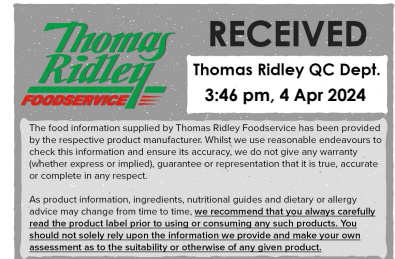 Thomas
Ridley
FOODSERVICE
RECEIVED
Thomas Ridley QC Dept.
3:46 pm, 4 Apr 2024
The food information supplied by Thomas Ridley Foodservice has been provided
by the respective product manufacturer. Whilst we use reasonable endeavours to
check this information and ensure its accuracy, we do not give any warranty
(whether express or implied), guarantee or representation that it is true, accurate
or complete in any respect.
As product information, ingredients, nutritional guides and dietary or allergy
advice may change from time to time, we recommend that you always carefully
read the product label prior to using or consuming any such products. You
should not solely rely upon the information we provide and make your own
assessment as to the suitability or otherwise of any given product.